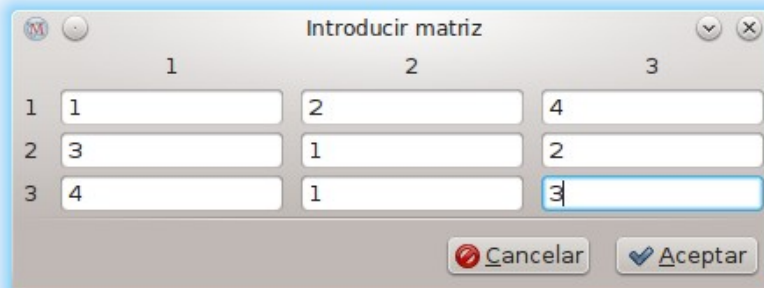 Introducir matriz
1 2 3
1 1 2 4
2 3 1 2
3 4 1 3
Cancelar Aceptar